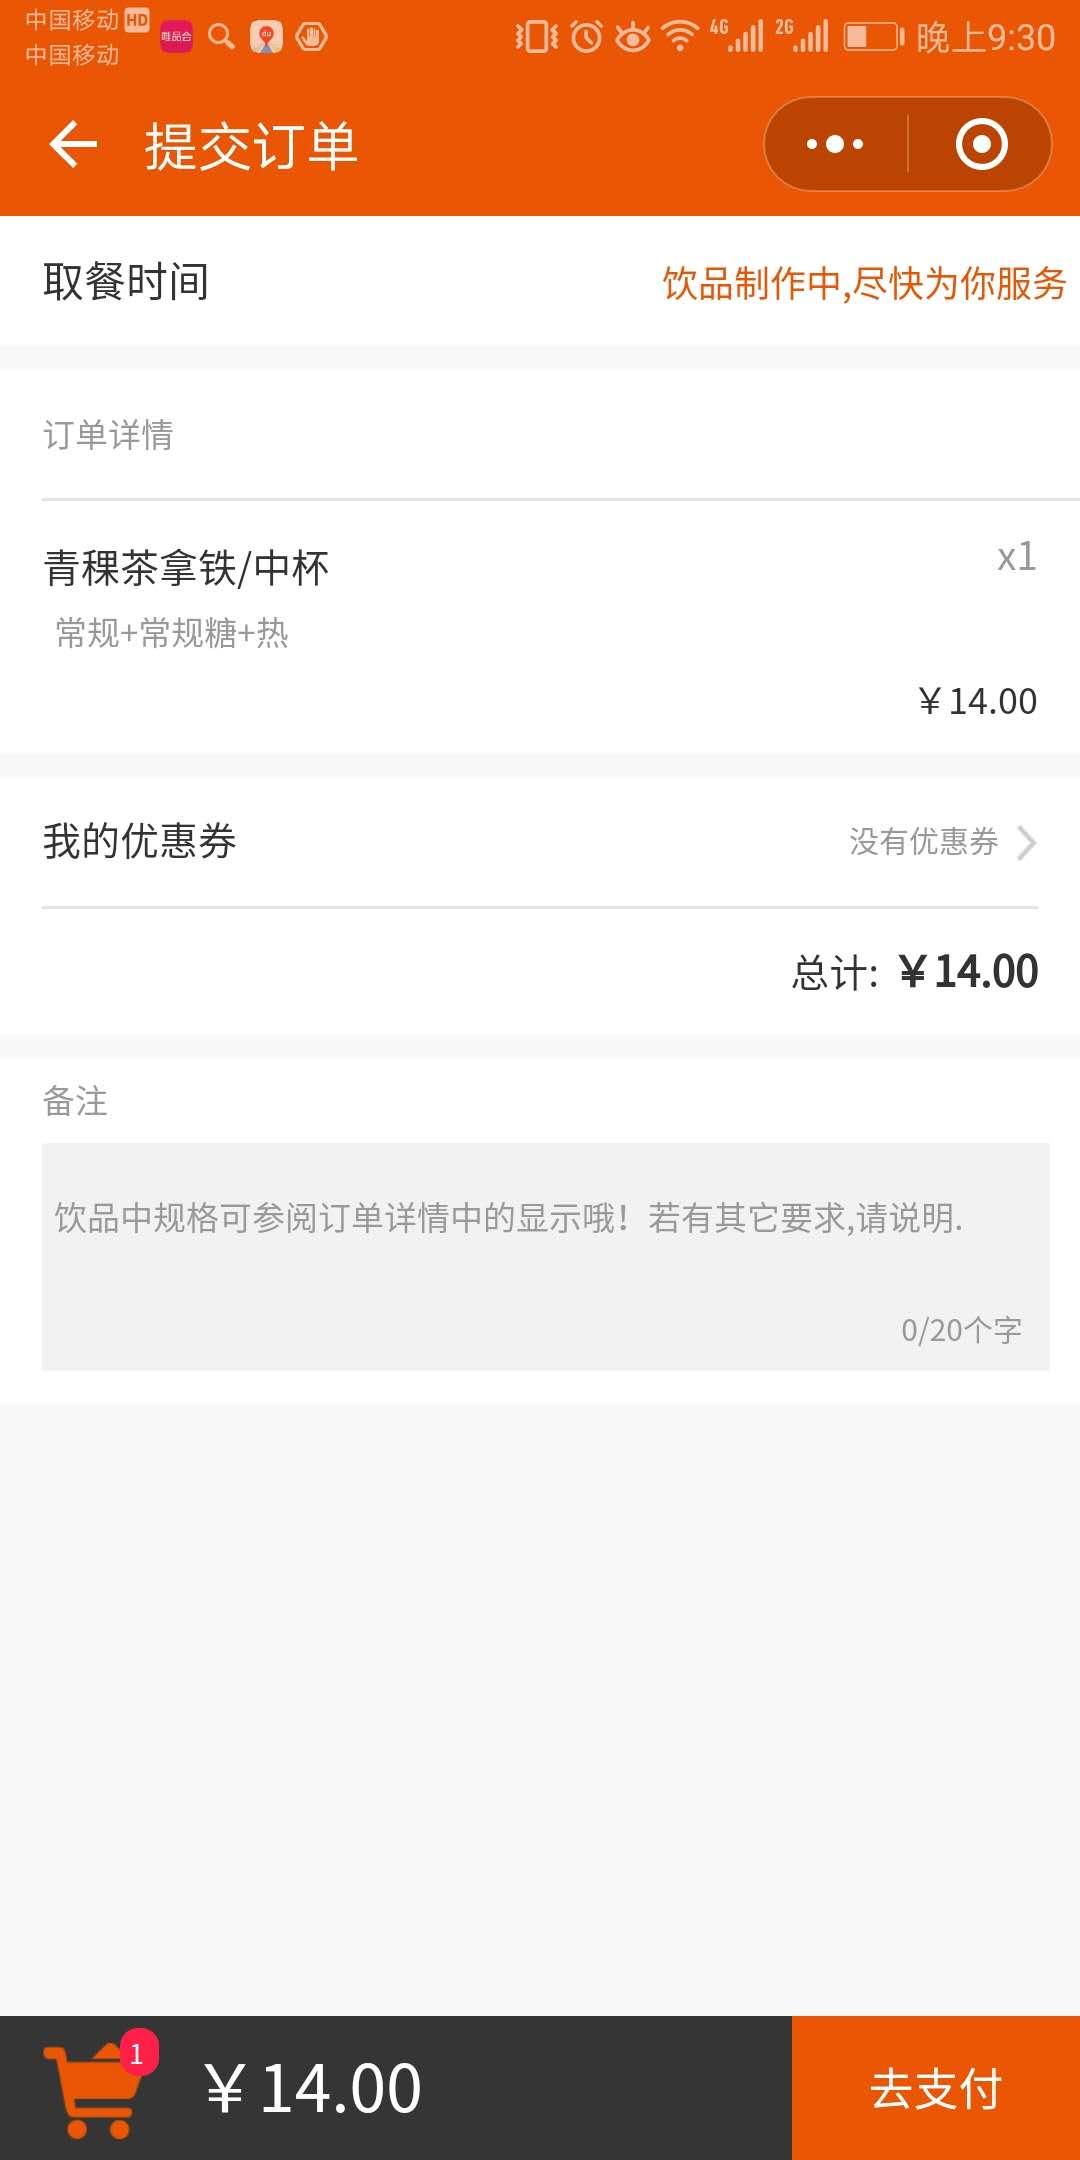 中国移动 HD
中国移动
唯品会
du
4G
2G
晚上9:30
提交订单
取餐时间
饮品制作中,尽快为你服务
订单详情
青稞茶拿铁/中杯
x1
常规+常规糖+热
￥14.00
我的优惠券
没有优惠券
总计: ￥14.00
备注
饮品中规格可参阅订单详情中的显示哦！若有其它要求,请说明.
0/20个字
1
￥14.00
去支付